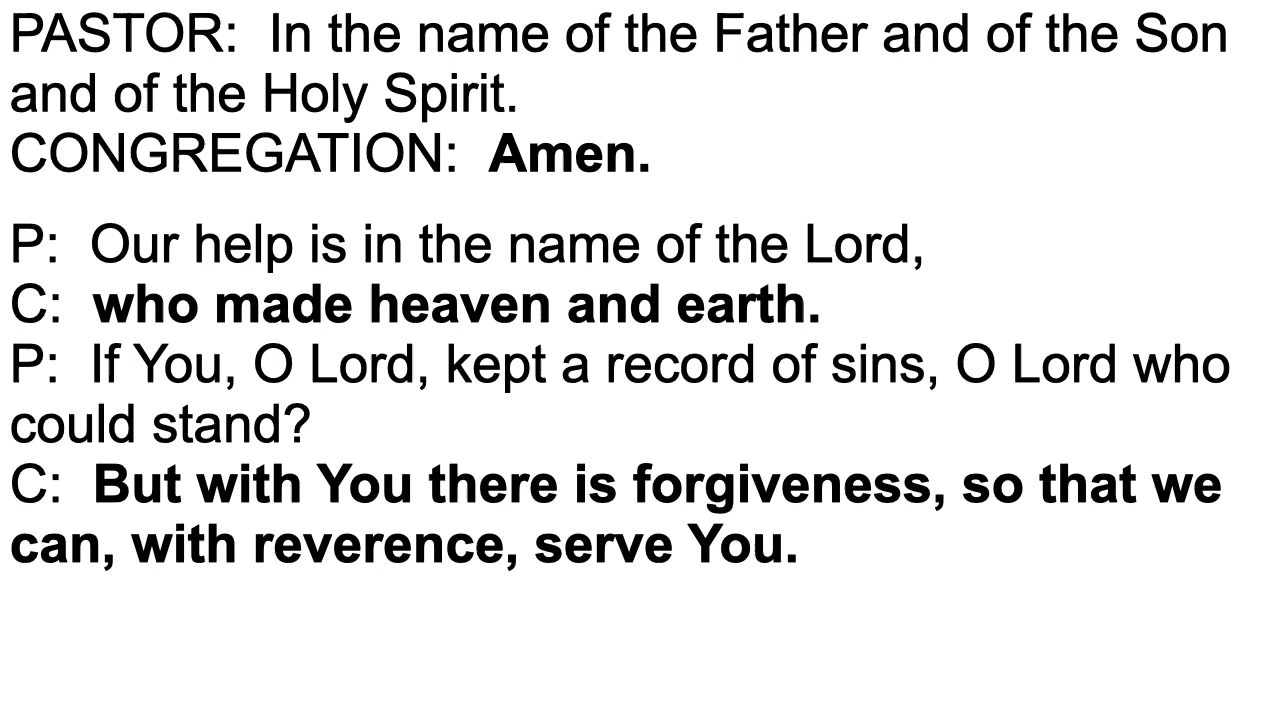 PASTOR:  In the name of the Father and of the Son
and of the Holy Spirit.
CONGREGATION:  Amen.
P:  Our help is in the name of the Lord,
C:  who made heaven and earth.
P:  If You, O Lord, kept a record of sins, O Lord who
could stand?
C:  But with You there is forgiveness, so that we
can, with reverence, serve You.